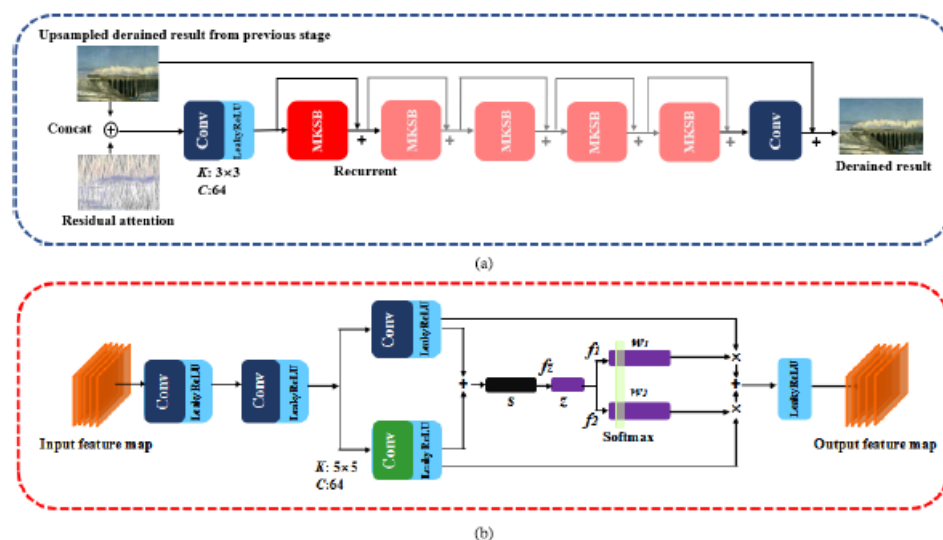 Upsampled derained result from previous stage
Concat
Conv
LeakyReLU
MKSB
MKSB
MKSB
MKSB
MKSB
Conv
K: 3×3
C:64
Recurrent
Derained result
Residual attention
(a)
Input feature map
Conv
LeakyReLU
Conv
LeakyReLU
Conv
LeakyReLU
Conv
LeakyReLU
K: 5×5
C:64
s
fz
z
f1
f2
W1
W2
Softmax
LeakyReLU
Output feature map
(b)